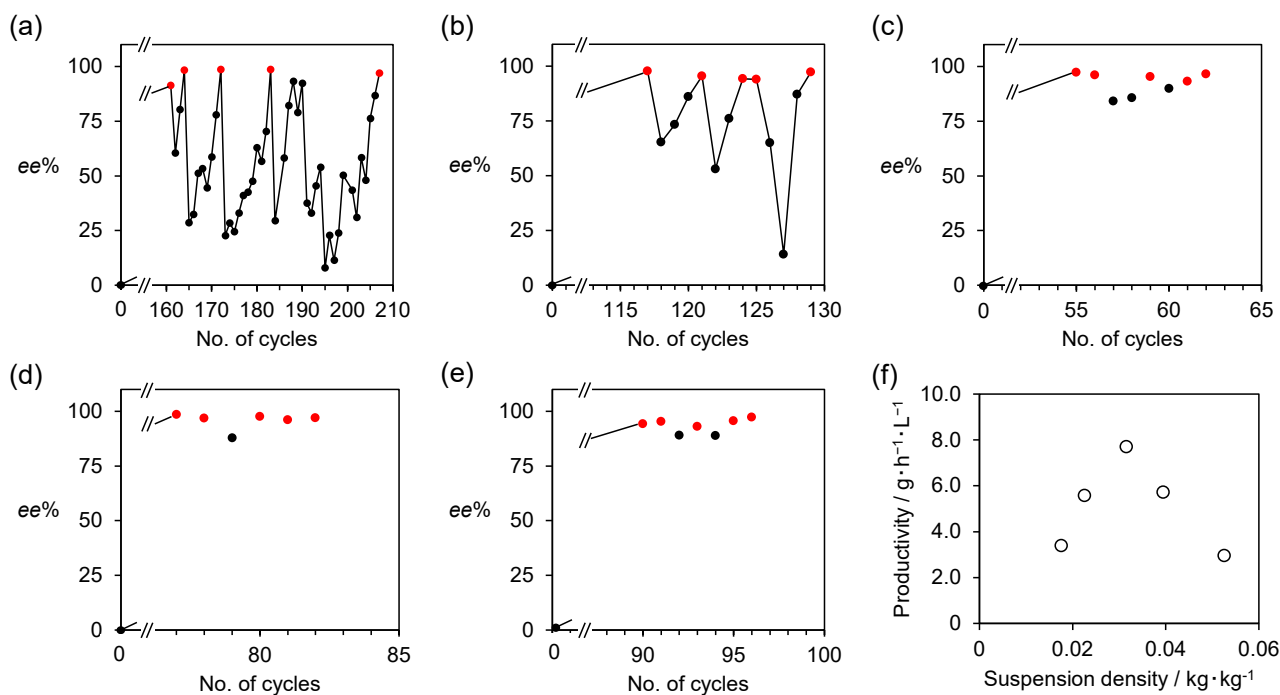 (a)
100
75
ee%
50
25
0
0 160 170 180 190 200 210
No. of cycles
(b)
100
75
ee%
50
25
0
0 115 120 125 130
No. of cycles
(c)
100
75
ee%
50
25
0
0 55 60 65
No. of cycles
(d)
100
75
ee%
50
25
0
0 80 85
No. of cycles
(e)
100
75
ee%
50
25
0
0 90 95 100
No. of cycles
(f)
Productivity / g·h⁻¹·L⁻¹
10.0
8.0
6.0
4.0
2.0
0
0 0.02 0.04 0.06
Suspension density / kg·kg⁻¹